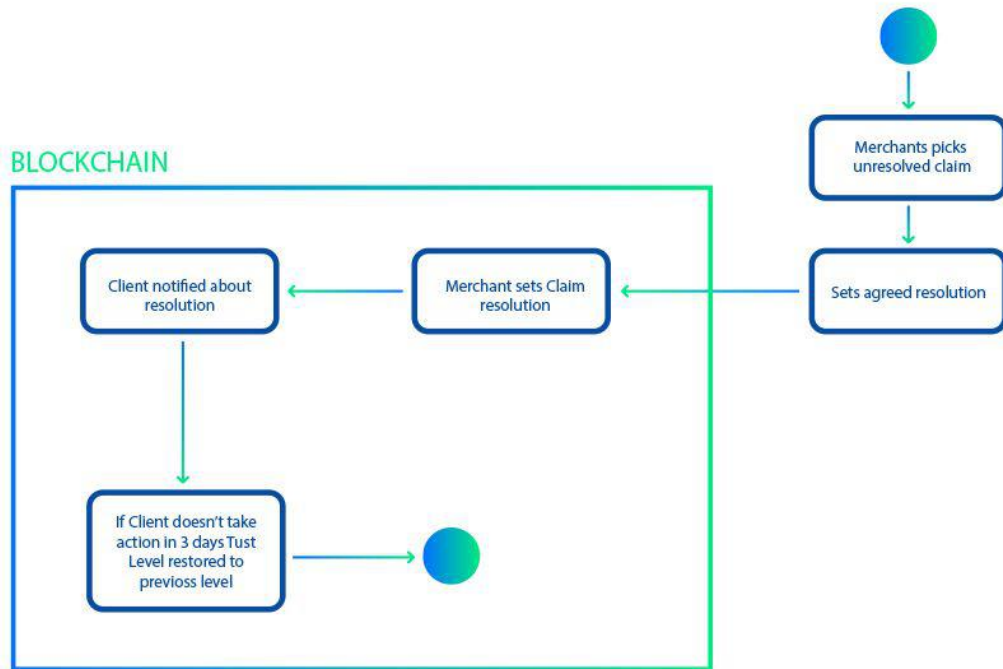 Merchants picks
unresolved claim
BLOCKCHAIN
Sets agreed resolution
Merchant sets Claim
resolution
Client notified about
resolution
If Client doesn't take
action in 3 days Tust
Level restored to
previoss level